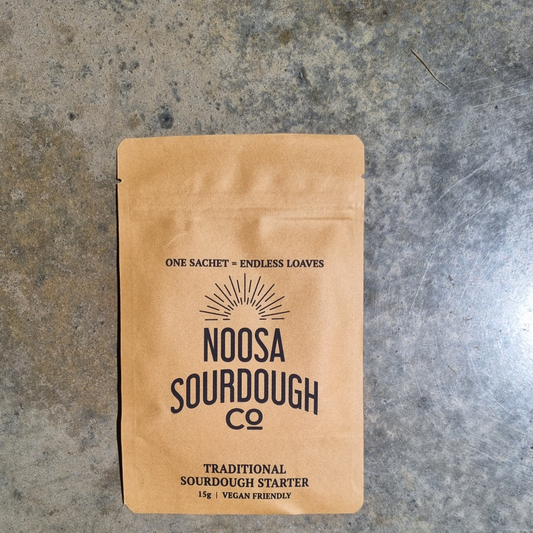 ONE SACHET = ENDLESS LOAVES
NOOSA
SOURDOUGH
CO
TRADITIONAL
SOURDOUGH STARTER
15g | VEGAN FRIENDLY